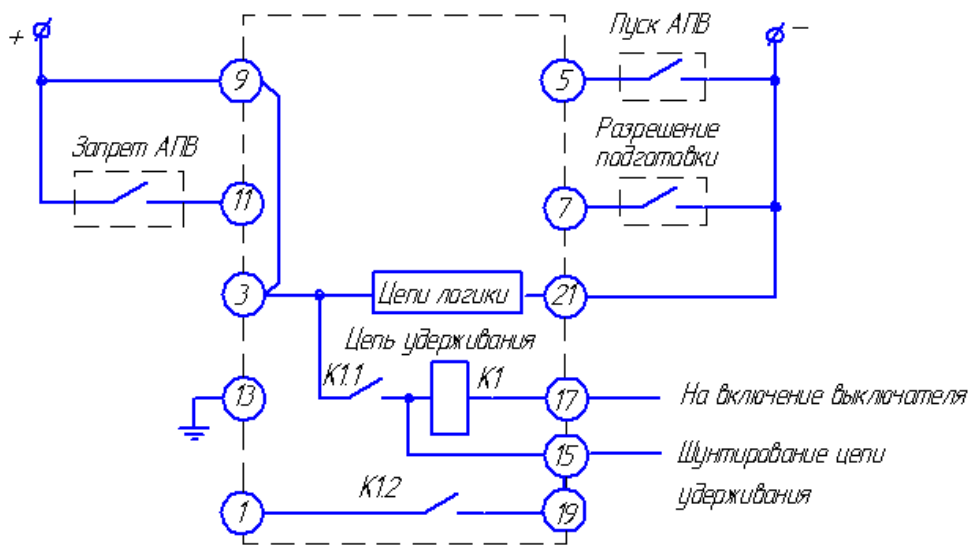 +
9
Пуск АПВ
5
–
Запрет АПВ
11
Разрешение
подготовки
7
3
Цепи логики
21
Цепь удерживания
К1.1
К1
17
На включение выключателя
13
15
Шунтирование цепи
удерживания
1
К1.2
19